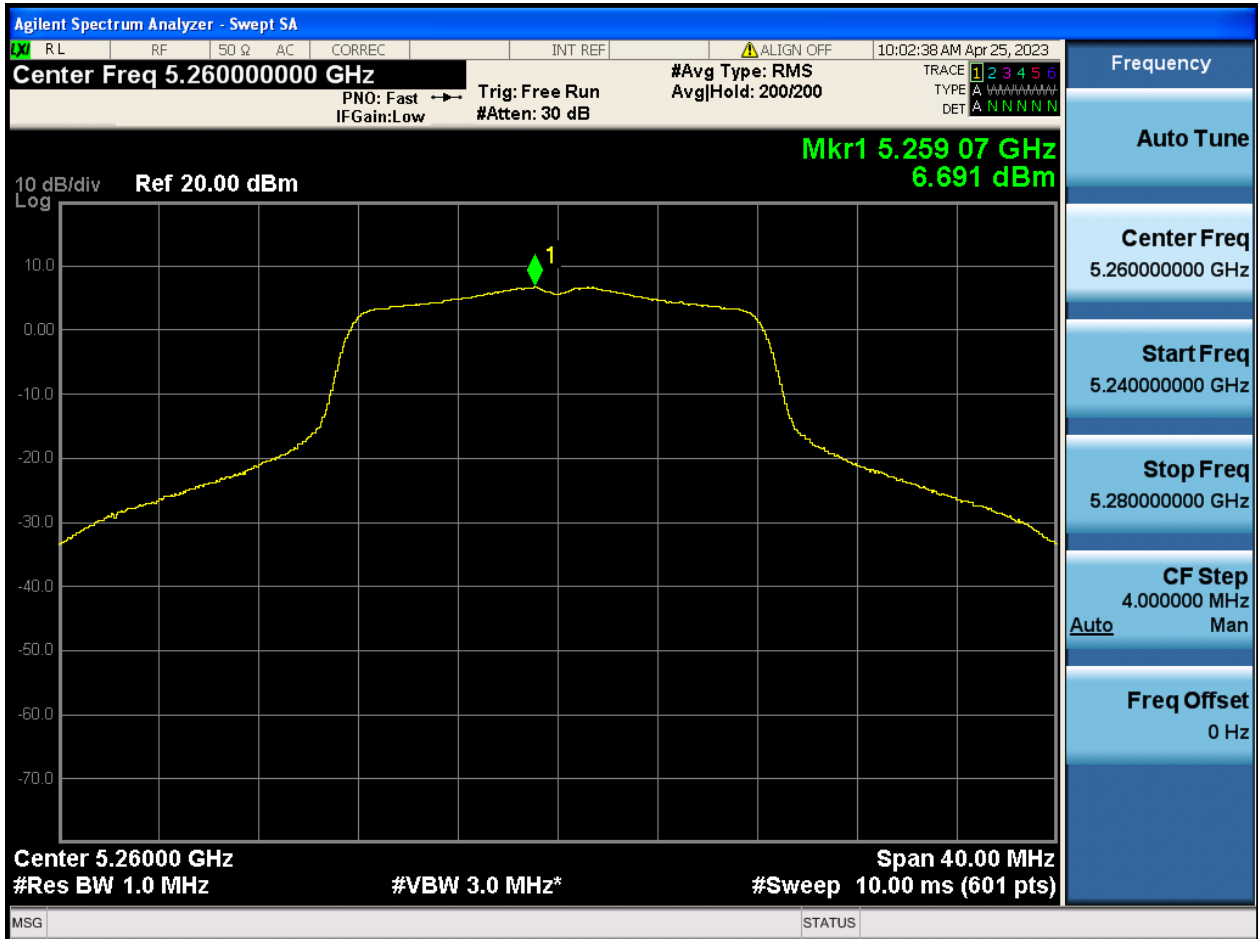 Agilent Spectrum Analyzer - Swept SA
LXI RL RF 50 Ω AC CORREC INT REF ALIGN OFF 10:02:38 AM Apr 25, 2023
Center Freq 5.260000000 GHz
PNO: Fast
IFGain:Low
Trig: Free Run
#Atten: 30 dB
#Avg Type: RMS
Avg|Hold: 200/200
TRACE 1 2 3 4 5 6
TYPE A WWWWWW
DET A N N N N N
Mkr1 5.259 07 GHz
6.691 dBm
10 dB/div Ref 20.00 dBm
Log
1
10.0
0.00
-10.0
-20.0
-30.0
-40.0
-50.0
-60.0
-70.0
Center 5.26000 GHz Span 40.00 MHz
#Res BW 1.0 MHz #VBW 3.0 MHz* #Sweep 10.00 ms (601 pts)
MSG STATUS
Frequency
Auto Tune
Center Freq
5.260000000 GHz
Start Freq
5.240000000 GHz
Stop Freq
5.280000000 GHz
CF Step
4.000000 MHz
Auto Man
Freq Offset
0 Hz